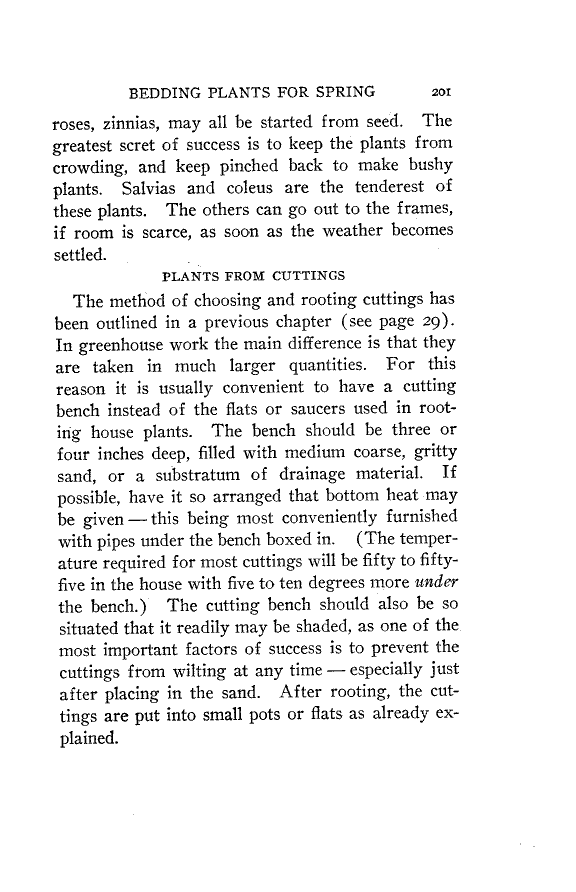 BEDDING PLANTS FOR SPRING 201
roses, zinnias, may all be started from seed. The
greatest scret of success is to keep the plants from
crowding, and keep pinched back to make bushy
plants. Salvias and coleus are the tenderest of
these plants. The others can go out to the frames,
if room is scarce, as soon as the weather becomes
settled.
PLANTS FROM CUTTINGS
The method of choosing and rooting cuttings has
been outlined in a previous chapter (see page 29).
In greenhouse work the main difference is that they
are taken in much larger quantities. For this
reason it is usually convenient to have a cutting
bench instead of the flats or saucers used in root-
ing house plants. The bench should be three or
four inches deep, filled with medium coarse, gritty
sand, or a substratum of drainage material. If
possible, have it so arranged that bottom heat may
be given — this being most conveniently furnished
with pipes under the bench boxed in. (The temper-
ature required for most cuttings will be fifty to fifty-
five in the house with five to ten degrees more under
the bench.) The cutting bench should also be so
situated that it readily may be shaded, as one of the
most important factors of success is to prevent the
cuttings from wilting at any time — especially just
after placing in the sand. After rooting, the cut-
tings are put into small pots or flats as already ex-
plained.